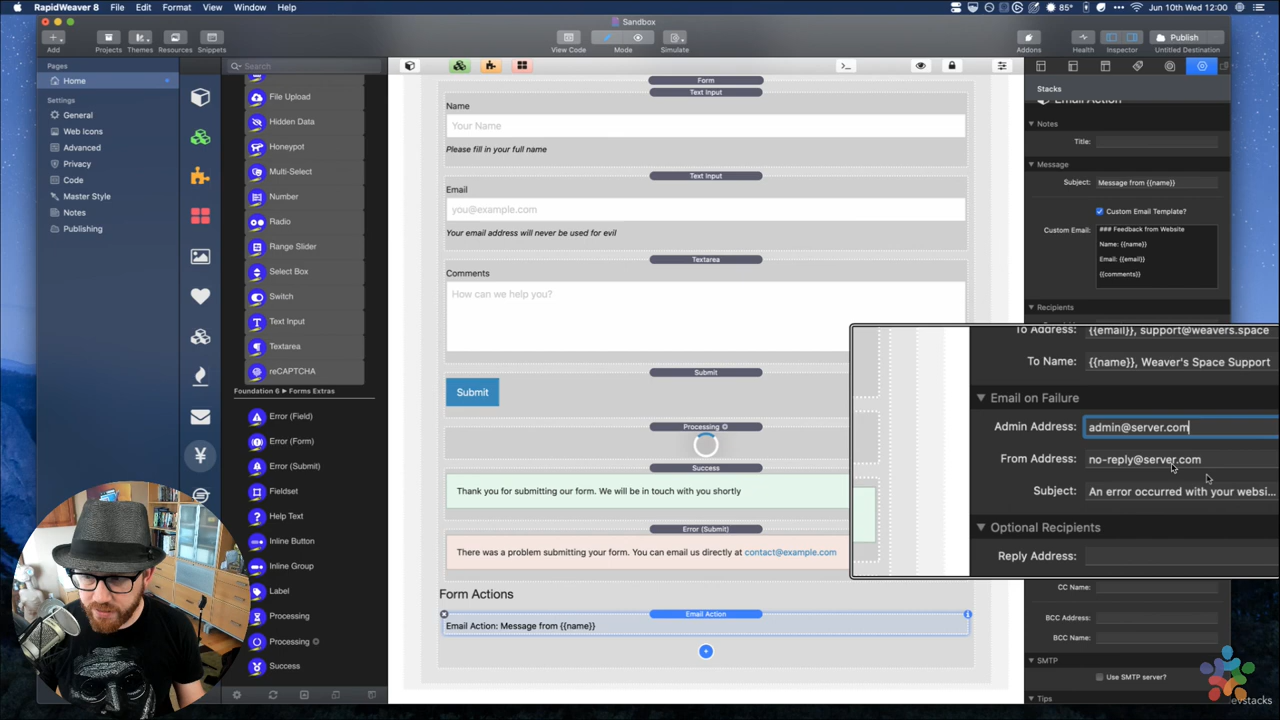 RapidWeaver 8 File Edit Format View Window Help
85° Jun 10th Wed 12:00
Sandbox
Add Projects Themes Resources Snippets
View Code Mode Simulate
Addons Health Inspector
Publish
Untitled Destination
Pages
Home
Settings
General
Web Icons
Advanced
Privacy
Code
Master Style
Notes
Publishing
Search
File Upload
Hidden Data
Honeypot
Multi-Select
Number
Radio
Range Slider
Select Box
Switch
Text Input
Textarea
reCAPTCHA
Foundation 6 ▸ Forms Extras
Error (Field)
Error (Form)
Error (Submit)
Fieldset
Help Text
Inline Button
Inline Group
Label
Processing
Processing
Success
Form
Text Input
Name
Your Name
Please fill in your full name
Text Input
Email
you@example.com
Your email address will never be used for evil
Textarea
Comments
How can we help you?
Submit
Submit
Processing
Success
Thank you for submitting our form. We will be in touch with you shortly
Error (Submit)
There was a problem submitting your form. You can email us directly at contact@example.com
Form Actions
Email Action
Email Action: Message from {{name}}
Stacks
Email Action
Notes
Title:
Message
Subject: Message from {{name}}
Custom Email Template?
Custom Email: ### Feedback from Website
Name: {{name}}
Email: {{email}}
{{comments}}
Recipients
To Address: {{email}}, support@weavers.space
To Name: {{name}}, Weaver's Space Support
Email on Failure
Admin Address: admin@server.com
From Address: no-reply@server.com
Subject: An error occurred with your websi...
Optional Recipients
Reply Address:
CC Name:
BCC Address:
BCC Name:
SMTP
Use SMTP server?
Tips